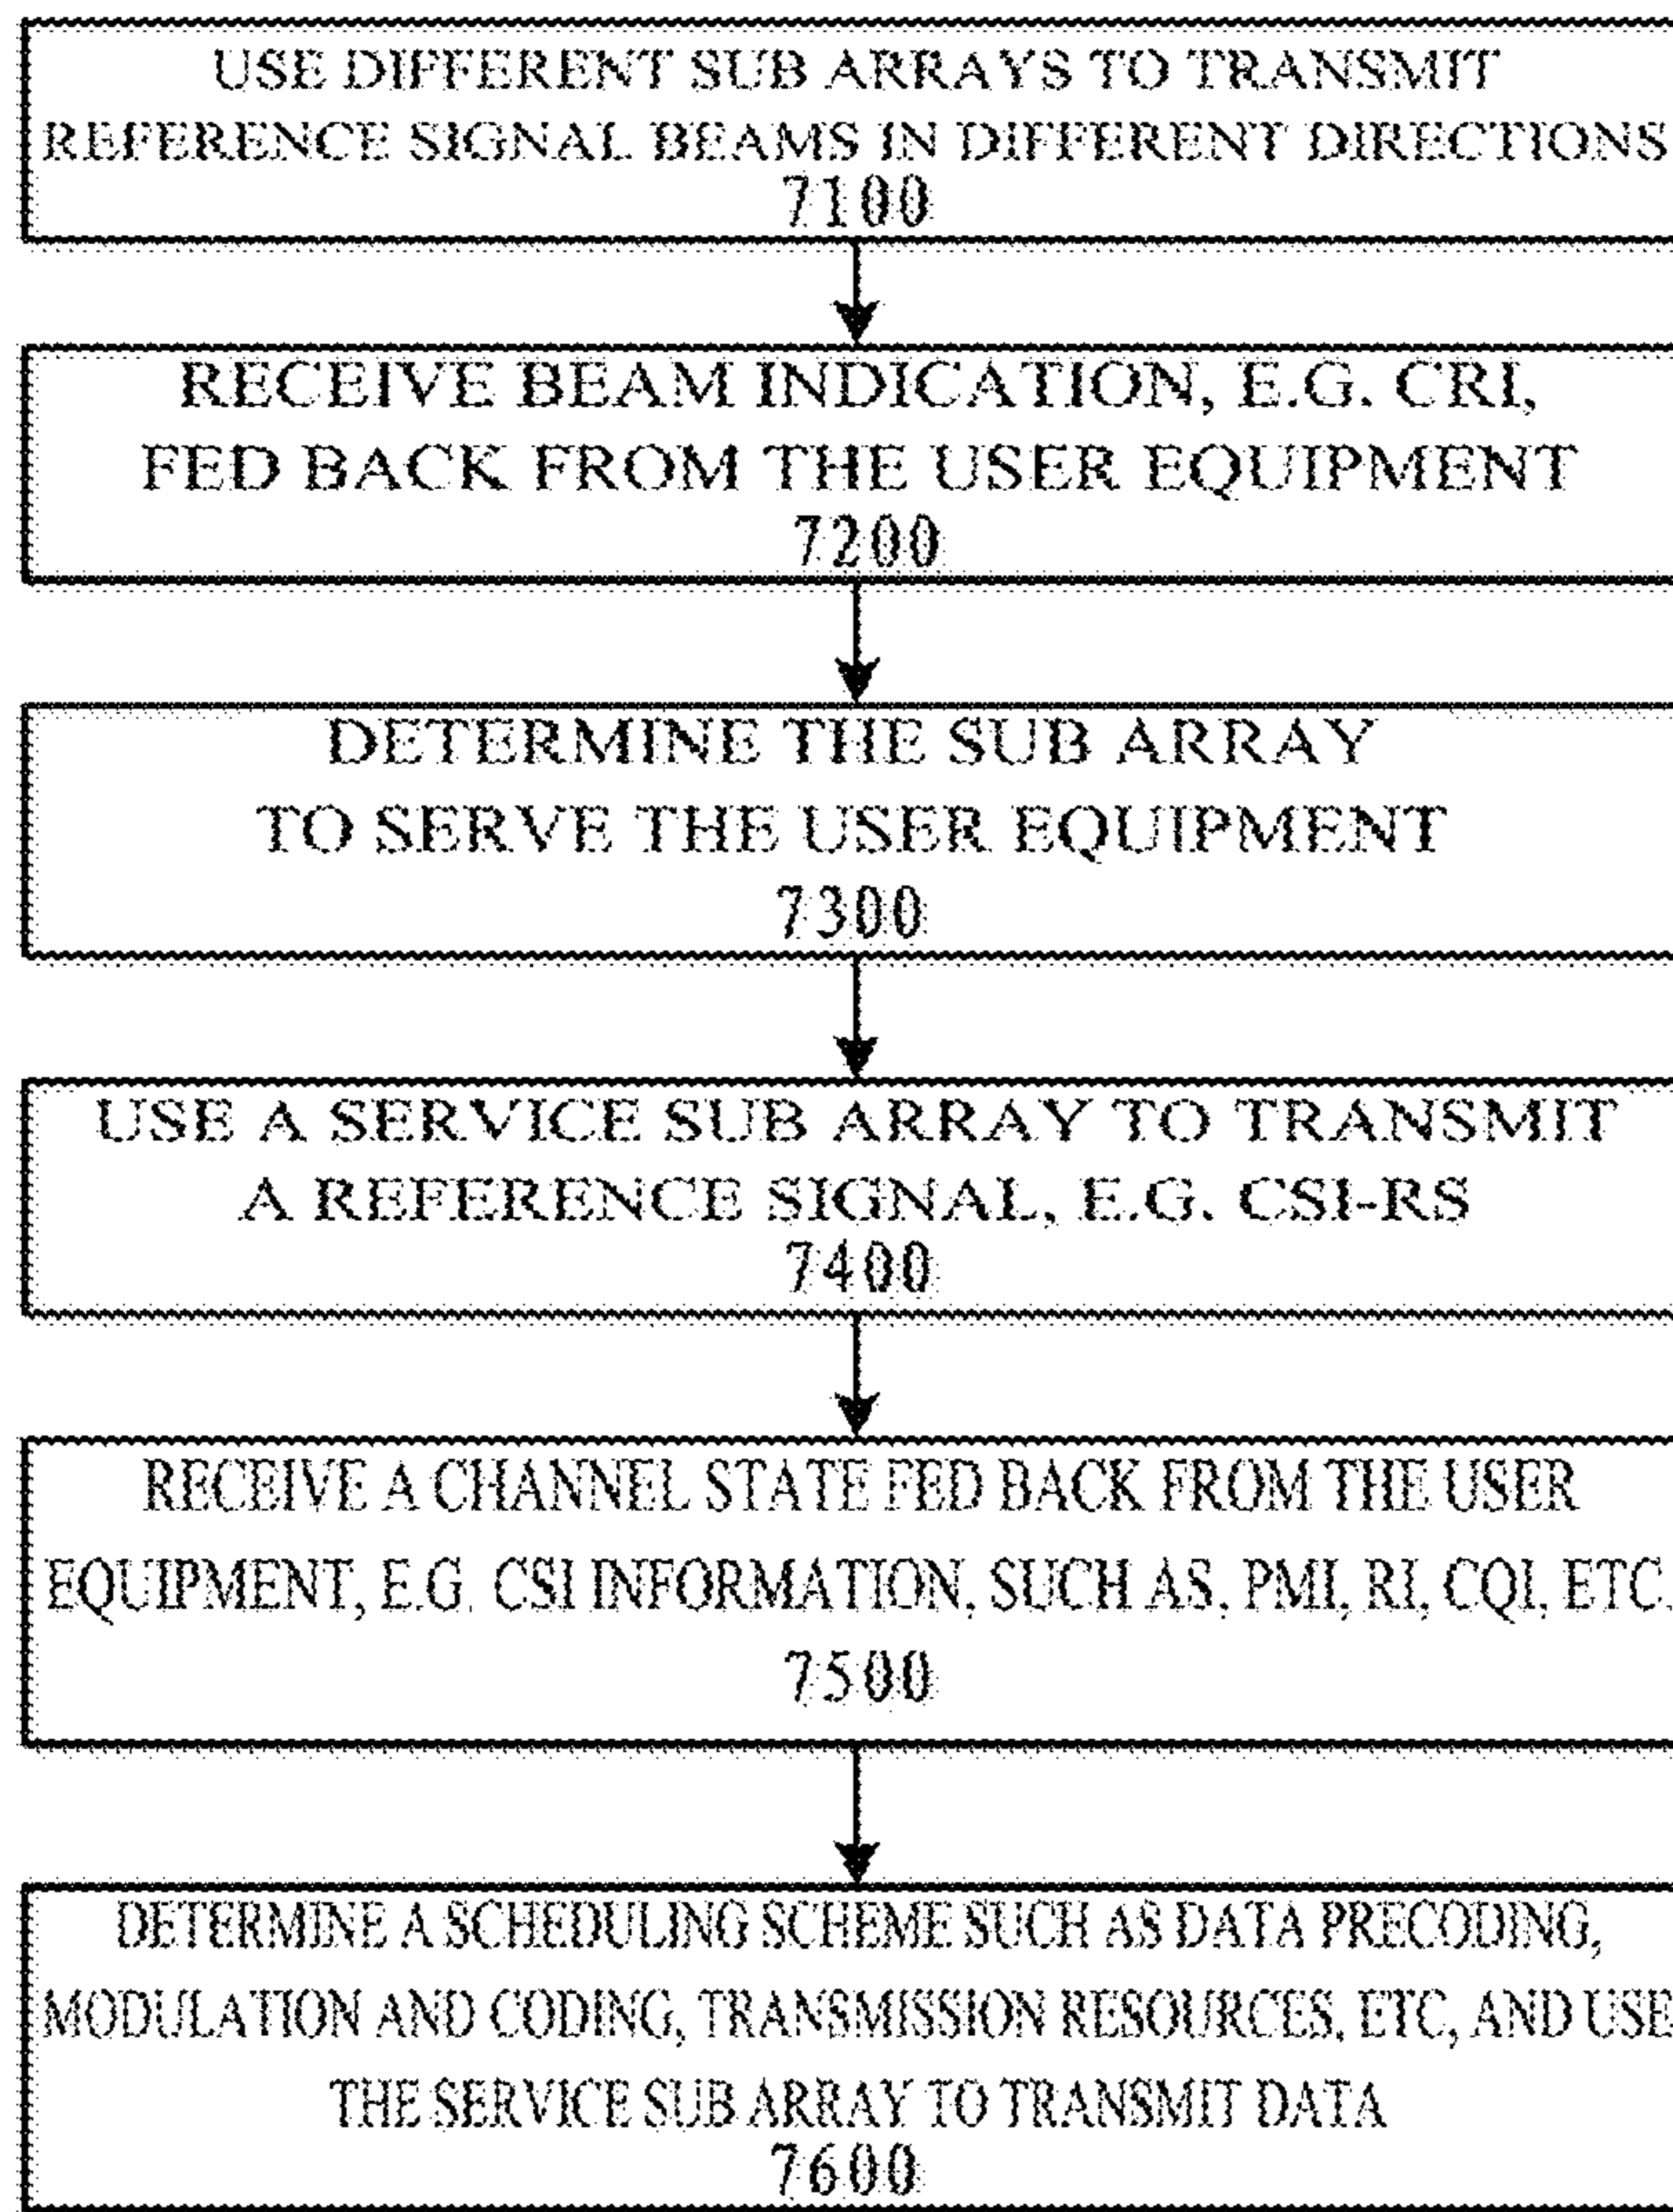 USE DIFFERENT SUB ARRAYS TO TRANSMIT
REFERENCE SIGNAL BEAMS IN DIFFERENT DIRECTIONS
7100
RECEIVE BEAM INDICATION, E.G. CRI,
FED BACK FROM THE USER EQUIPMENT
7200
DETERMINE THE SUB ARRAY
TO SERVE THE USER EQUIPMENT
7300
USE A SERVICE SUB ARRAY TO TRANSMIT
A REFERENCE SIGNAL, E.G. CSI-RS
7400
RECEIVE A CHANNEL STATE FED BACK FROM THE USER
EQUIPMENT, E.G. CSI INFORMATION, SUCH AS, PMI, RI, CQI, ETC.
7500
DETERMINE A SCHEDULING SCHEME SUCH AS DATA PRECODING,
MODULATION AND CODING, TRANSMISSION RESOURCES, ETC, AND USE
THE SERVICE SUB ARRAY TO TRANSMIT DATA
7600